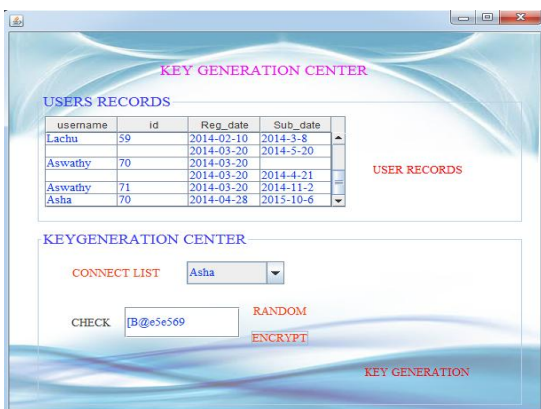 KEY GENERATION CENTER
USERS RECORDS
username id Reg_date Sub_date
Lachu 59 2014-02-10 2014-3-8
2014-03-20 2014-5-20
Aswathy 70 2014-03-20
2014-03-20 2014-4-21
Aswathy 71 2014-03-20 2014-11-2
Asha 70 2014-04-28 2015-10-6
USER RECORDS
KEYGENERATION CENTER
CONNECT LIST Asha
RANDOM
CHECK [B@e5e569
ENCRYPT
KEY GENERATION